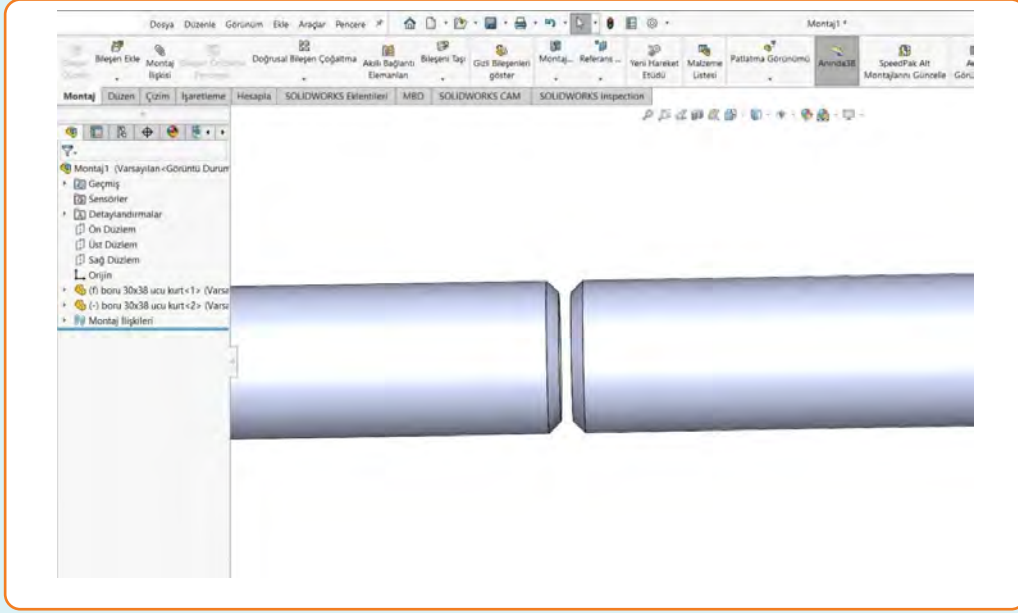 Dosya Düzenle Görünüm Ekle Araçlar Pencere
Montaj1 *
Bileşen Ekle
Montaj İlişkisi
Doğrusal Bileşen Çoğaltma
Akıllı Bağlantı Elemanları
Bileşeni Taşı
Gizli Bileşenleri göster
Montaj...
Referans ...
Yeni Hareket Etüdü
Malzeme Listesi
Patlatma Görünümü
Anında3B
SpeedPak Alt Montajlarını Güncelle
Montaj Düzen Çizim İşaretleme Hesapla SOLIDWORKS Eklentileri MBD SOLIDWORKS CAM SOLIDWORKS Inspection
Montaj1 (Varsayılan<Görüntü Durum
Geçmiş
Sensörler
Detaylandırmalar
Ön Düzlem
Üst Düzlem
Sağ Düzlem
Orijin
(f) boru 30x38 ucu kurt<1> (Varsa
(-) boru 30x38 ucu kurt<2> (Varsa
Montaj İlişkileri